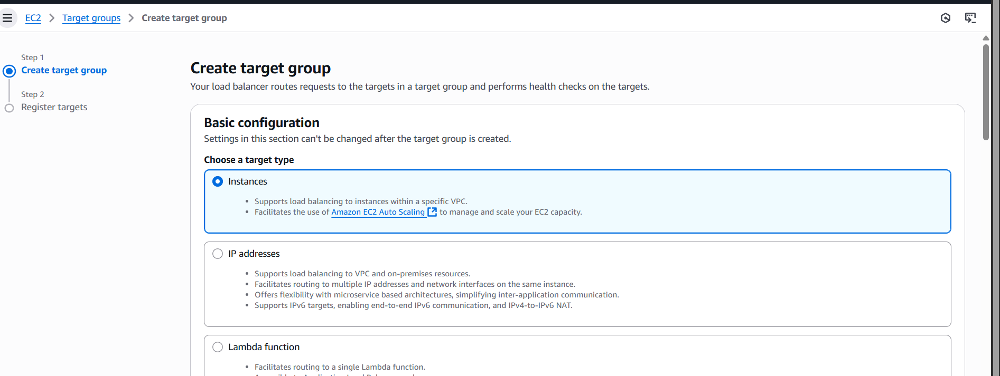 EC2 > Target groups > Create target group
Step 1
Create target group
Step 2
Register targets
Create target group
Your load balancer routes requests to the targets in a target group and performs health checks on the targets.
Basic configuration
Settings in this section can't be changed after the target group is created.
Choose a target type
Instances
• Supports load balancing to instances within a specific VPC.
• Facilitates the use of Amazon EC2 Auto Scaling to manage and scale your EC2 capacity.
IP addresses
• Supports load balancing to VPC and on-premises resources.
• Facilitates routing to multiple IP addresses and network interfaces on the same instance.
• Offers flexibility with microservice based architectures, simplifying inter-application communication.
• Supports IPv6 targets, enabling end-to-end IPv6 communication, and IPv4-to-IPv6 NAT.
Lambda function
• Facilitates routing to a single Lambda function.